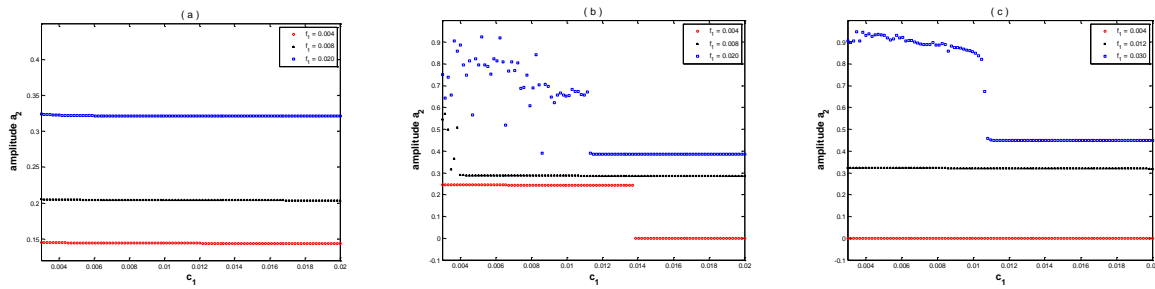 ( a )
f₁ = 0.004
f₁ = 0.008
f₁ = 0.020
0.4
0.35
0.3
0.25
0.2
0.15
amplitude a₂
0.004 0.006 0.008 0.01 0.012 0.014 0.016 0.018 0.02
c₁
( b )
f₁ = 0.004
f₁ = 0.008
f₁ = 0.020
0.9
0.8
0.7
0.6
0.5
0.4
0.3
0.2
0.1
0
-0.1
amplitude a₂
0.004 0.006 0.008 0.01 0.012 0.014 0.016 0.018 0.02
c₁
( c )
f₁ = 0.004
f₁ = 0.012
f₁ = 0.030
0.9
0.8
0.7
0.6
0.5
0.4
0.3
0.2
0.1
0
-0.1
amplitude a₂
0.004 0.006 0.008 0.01 0.012 0.014 0.016 0.018 0.02
c₁